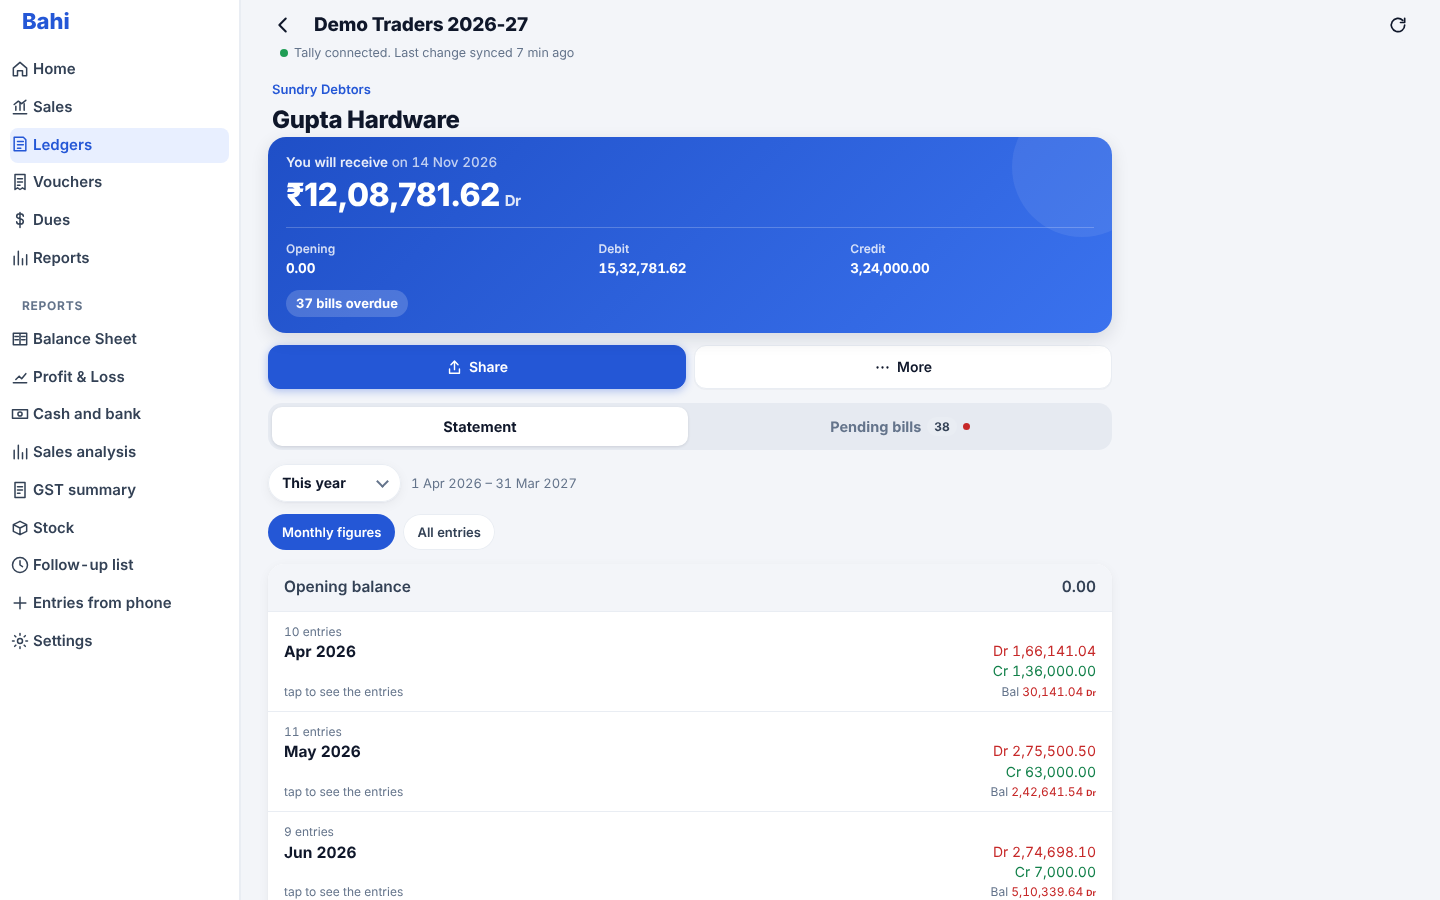 Bahi
Home
Sales
Ledgers
Vouchers
Dues
Reports
REPORTS
Balance Sheet
Profit & Loss
Cash and bank
Sales analysis
GST summary
Stock
Follow-up list
Entries from phone
Settings
Demo Traders 2026-27
Tally connected. Last change synced 7 min ago
Sundry Debtors
Gupta Hardware
You will receive on 14 Nov 2026
₹12,08,781.62 Dr
Opening Debit Credit
0.00 15,32,781.62 3,24,000.00
37 bills overdue
Share
··· More
Statement
Pending bills 38
This year 1 Apr 2026 – 31 Mar 2027
Monthly figures All entries
Opening balance 0.00
10 entries
Apr 2026 Dr 1,66,141.04
Cr 1,36,000.00
tap to see the entries Bal 30,141.04 Dr
11 entries
May 2026 Dr 2,75,500.50
Cr 63,000.00
tap to see the entries Bal 2,42,641.54 Dr
9 entries
Jun 2026 Dr 2,74,698.10
Cr 7,000.00
tap to see the entries Bal 5,10,339.64 Dr